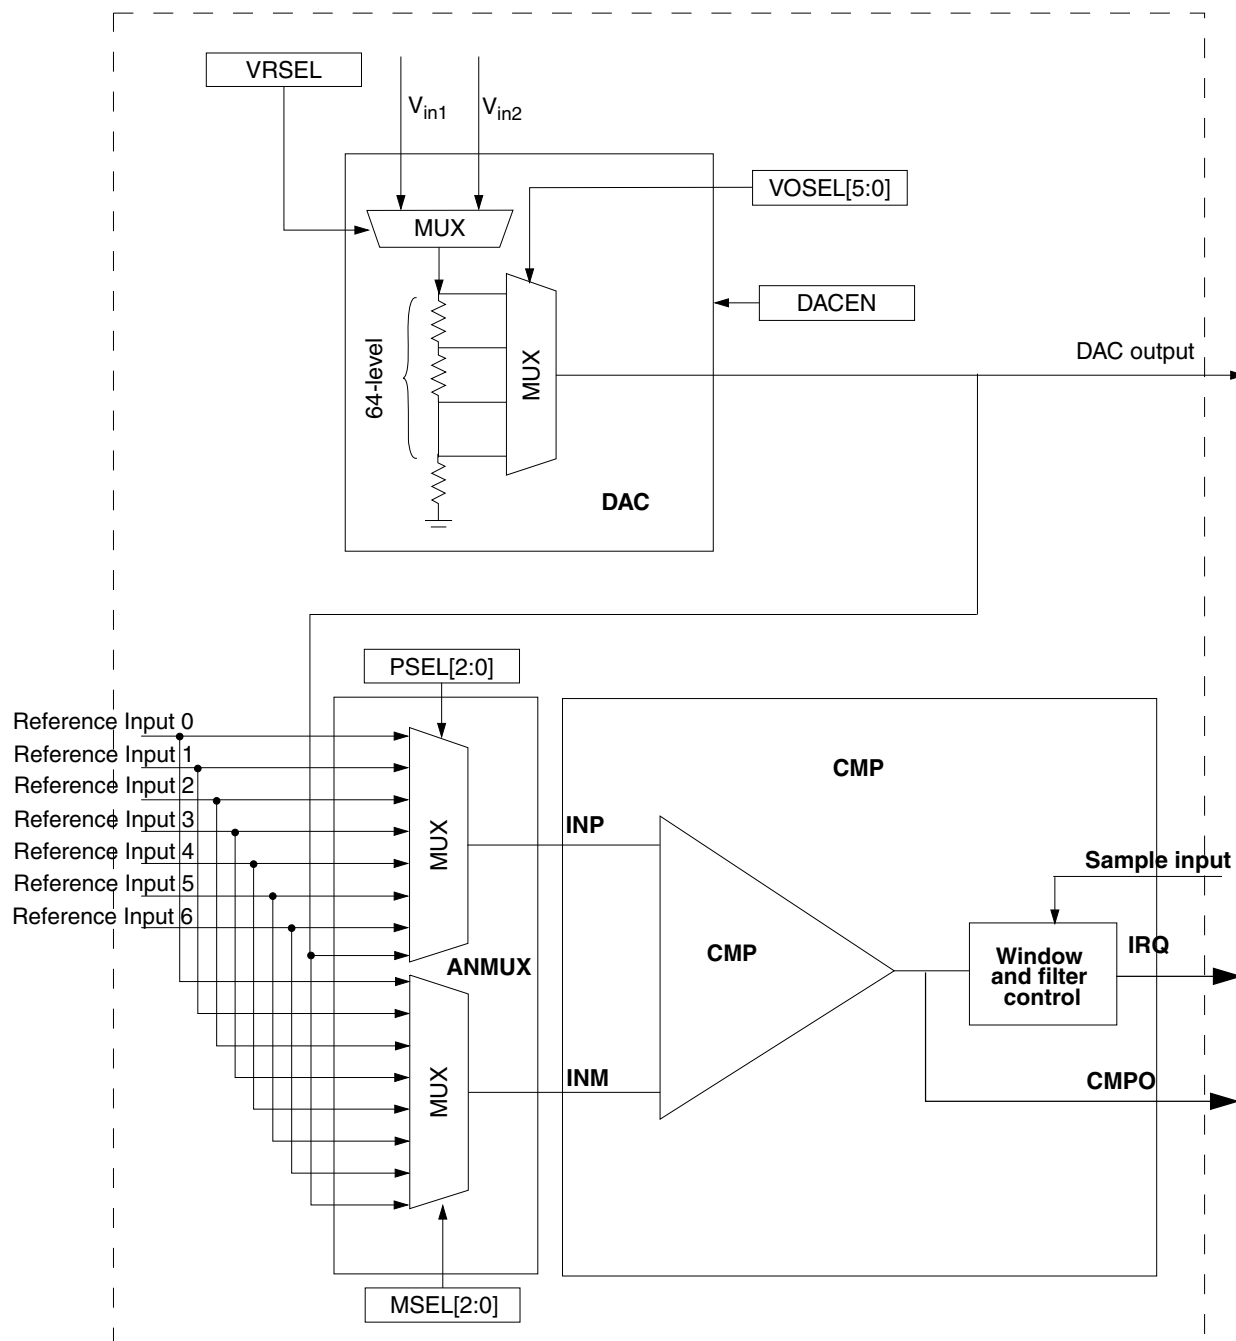 VRSEL
Vin1
Vin2
VOSEL[5:0]
MUX
DACEN
64-level
MUX
DAC output
DAC
PSEL[2:0]
Reference Input 0
Reference Input 1
Reference Input 2
Reference Input 3
Reference Input 4
Reference Input 5
Reference Input 6
MUX
ANMUX
MUX
MSEL[2:0]
CMP
INP
INM
CMP
Sample input
Window
and filter
control
IRQ
CMPO